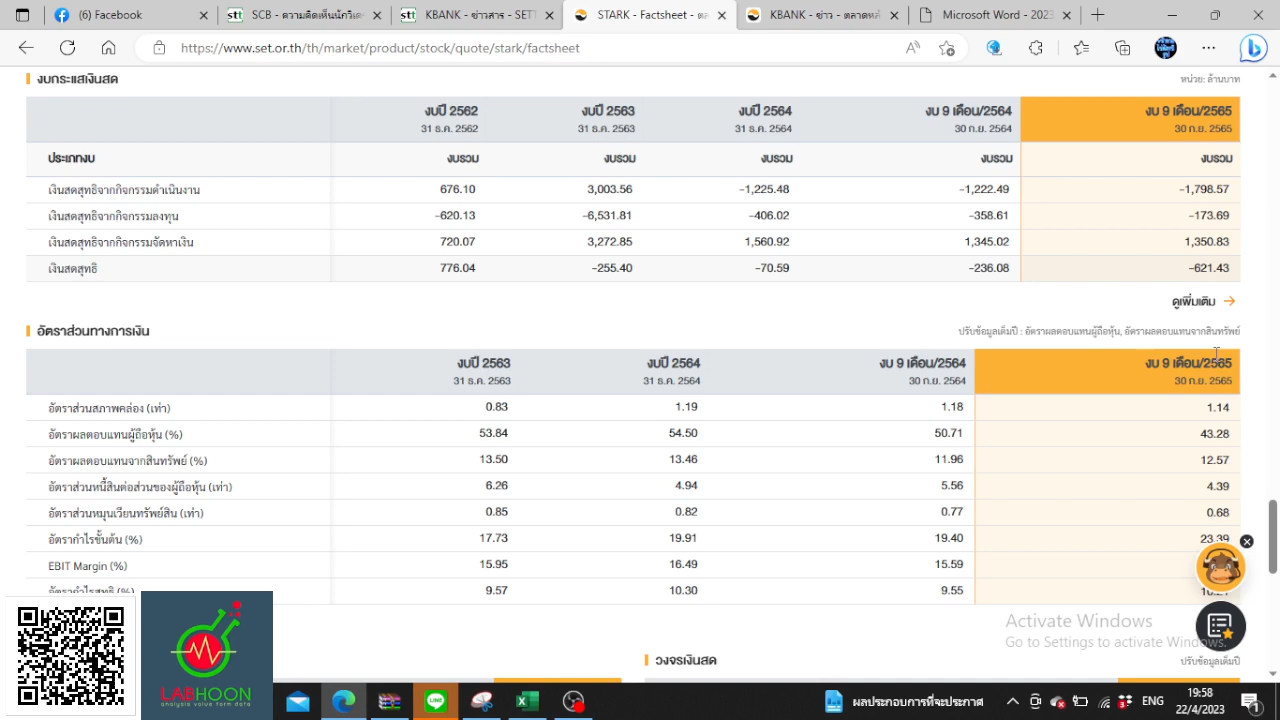 SCB - ความคิดเห็นนักวิเค
KBANK - ข่าวสาร - SETT
STARK - Factsheet - ตลา
KBANK - ข่าว - ตลาดหลั
Microsoft Word - 2023
https://www.set.or.th/th/market/product/stock/quote/stark/factsheet
งบกระแสเงินสด หน่วย: ล้านบาท
งบปี 2562 งบปี 2563 งบปี 2564 งบ 9 เดือน/2564 งบ 9 เดือน/2565
31 ธ.ค. 2562 31 ธ.ค. 2563 31 ธ.ค. 2564 30 ก.ย. 2564 30 ก.ย. 2565
ประเภทงบ งบรวม งบรวม งบรวม งบรวม งบรวม
เงินสดสุทธิจากกิจกรรมดำเนินงาน 676.10 3,003.56 -1,225.48 -1,222.49 -1,798.57
เงินสดสุทธิจากกิจกรรมลงทุน -620.13 -6,531.81 -406.02 -358.61 -173.69
เงินสดสุทธิจากกิจกรรมจัดหาเงิน 720.07 3,272.85 1,560.92 1,345.02 1,350.83
เงินสดสุทธิ 776.04 -255.40 -70.59 -236.08 -621.43
ดูเพิ่มเติม →
อัตราส่วนทางการเงิน ปรับข้อมูลเต็มปี : อัตราผลตอบแทนผู้ถือหุ้น, อัตราผลตอบแทนจากสินทรัพย์
งบปี 2563 งบปี 2564 งบ 9 เดือน/2564 งบ 9 เดือน/2565
31 ธ.ค. 2563 31 ธ.ค. 2564 30 ก.ย. 2564 30 ก.ย. 2565
อัตราส่วนสภาพคล่อง (เท่า) 0.83 1.19 1.18 1.14
อัตราผลตอบแทนผู้ถือหุ้น (%) 53.84 54.50 50.71 43.28
อัตราผลตอบแทนจากสินทรัพย์ (%) 13.50 13.46 11.96 12.57
อัตราส่วนหนี้สินต่อส่วนของผู้ถือหุ้น (เท่า) 6.26 4.94 5.56 4.39
อัตราส่วนหมุนเวียนทรัพย์สิน (เท่า) 0.85 0.82 0.77 0.68
อัตรากำไรขั้นต้น (%) 17.73 19.91 19.40 23.39
EBIT Margin (%) 15.95 16.49 15.59
อัตรากำไรสุทธิ (%) 9.57 10.30 9.55
Activate Windows
Go to Settings to activate Windows.
วงจรเงินสด ปรับข้อมูลเต็มปี
LABHOON
analysis value form data
ผลประกอบการที่จะประกาศ
ENG
19:58
22/4/2023